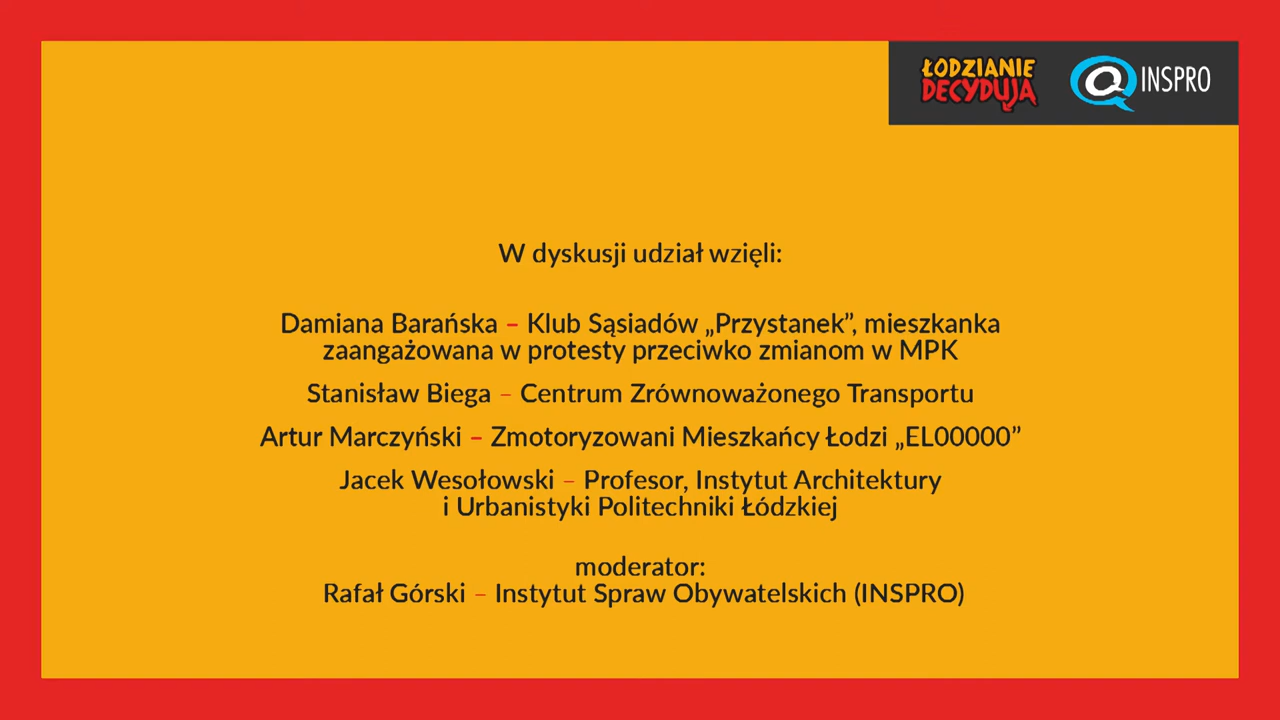 ŁODZIANIE
DECYDUJĄ
INSPRO
W dyskusji udział wzięli:
Damiana Barańska – Klub Sąsiadów „Przystanek”, mieszkanka
zaangażowana w protesty przeciwko zmianom w MPK
Stanisław Biega – Centrum Zrównoważonego Transportu
Artur Marczyński – Zmotoryzowani Mieszkańcy Łodzi „EL00000”
Jacek Wesołowski – Profesor, Instytut Architektury
i Urbanistyki Politechniki Łódzkiej
moderator:
Rafał Górski – Instytut Spraw Obywatelskich (INSPRO)